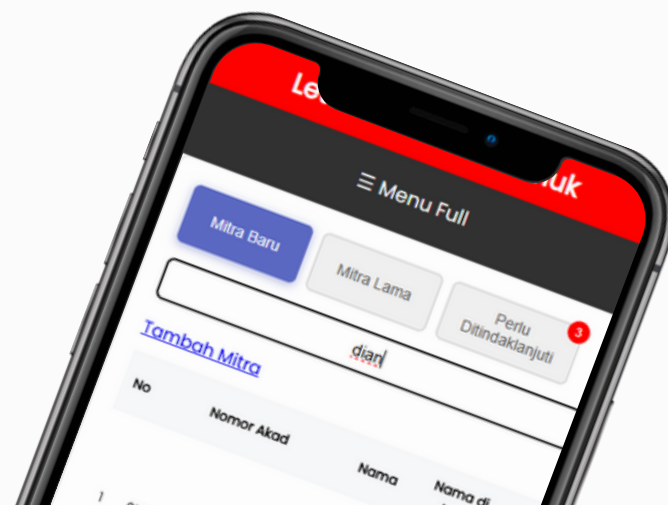 ☰ Menu Full
Mitra Baru
Mitra Lama
Perlu
Ditindaklanjuti
3
dian
Tambah Mitra
No
Nomor Akad
Nama
Nama di
1